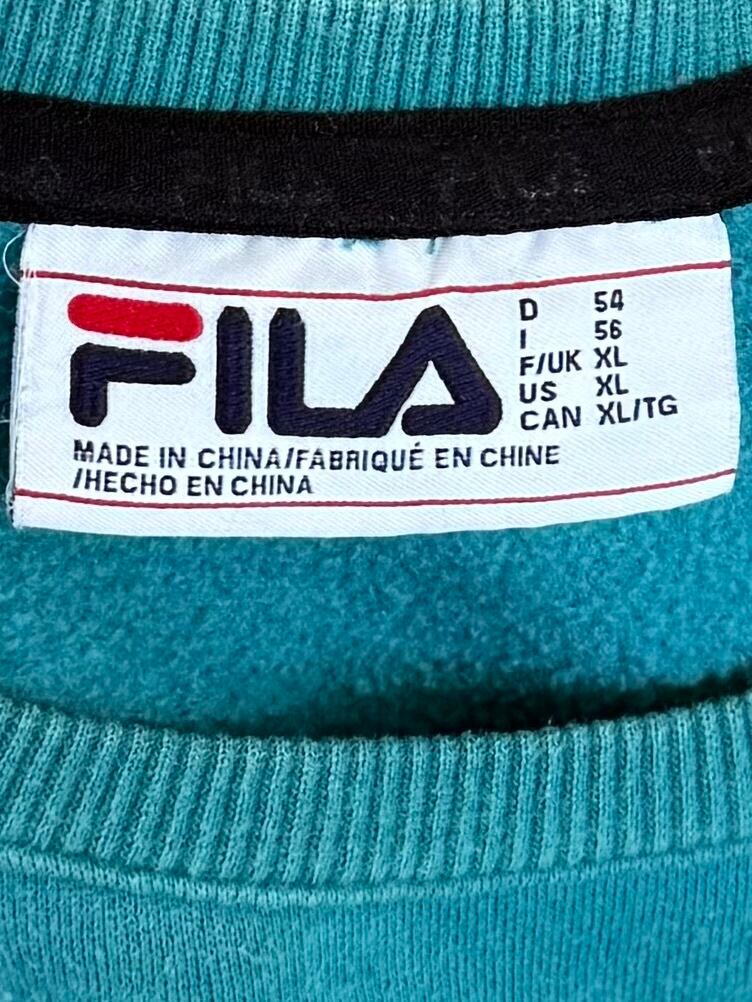 FILA
D 54
I 56
F/UK XL
US XL
CAN XL/TG
MADE IN CHINA/FABRIQUÉ EN CHINE
/HECHO EN CHINA